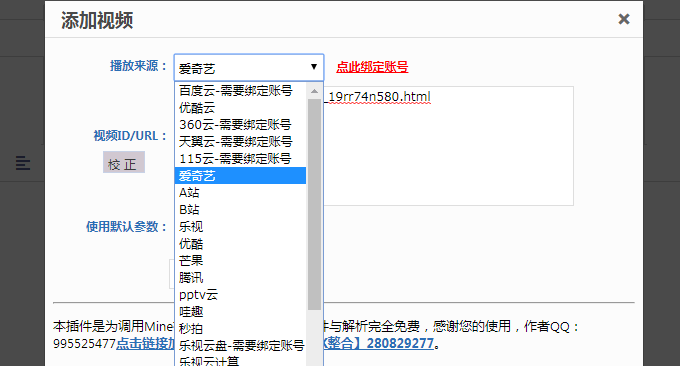 添加视频
播放来源：
爱奇艺
点此绑定账号
百度云-需要绑定账号
优酷云
360云-需要绑定账号
天翼云-需要绑定账号
115云-需要绑定账号
爱奇艺
A站
B站
乐视
优酷
芒果
腾讯
pptv云
哇趣
秒拍
乐视云盘-需要绑定账号
乐视云计算
_19rr74n580.html
视频ID/URL：
校 正
使用默认参数：
本插件是为调用Mine 件与解析完全免费，感谢您的使用，作者QQ：
995525477点击链接加 整合】280829277。